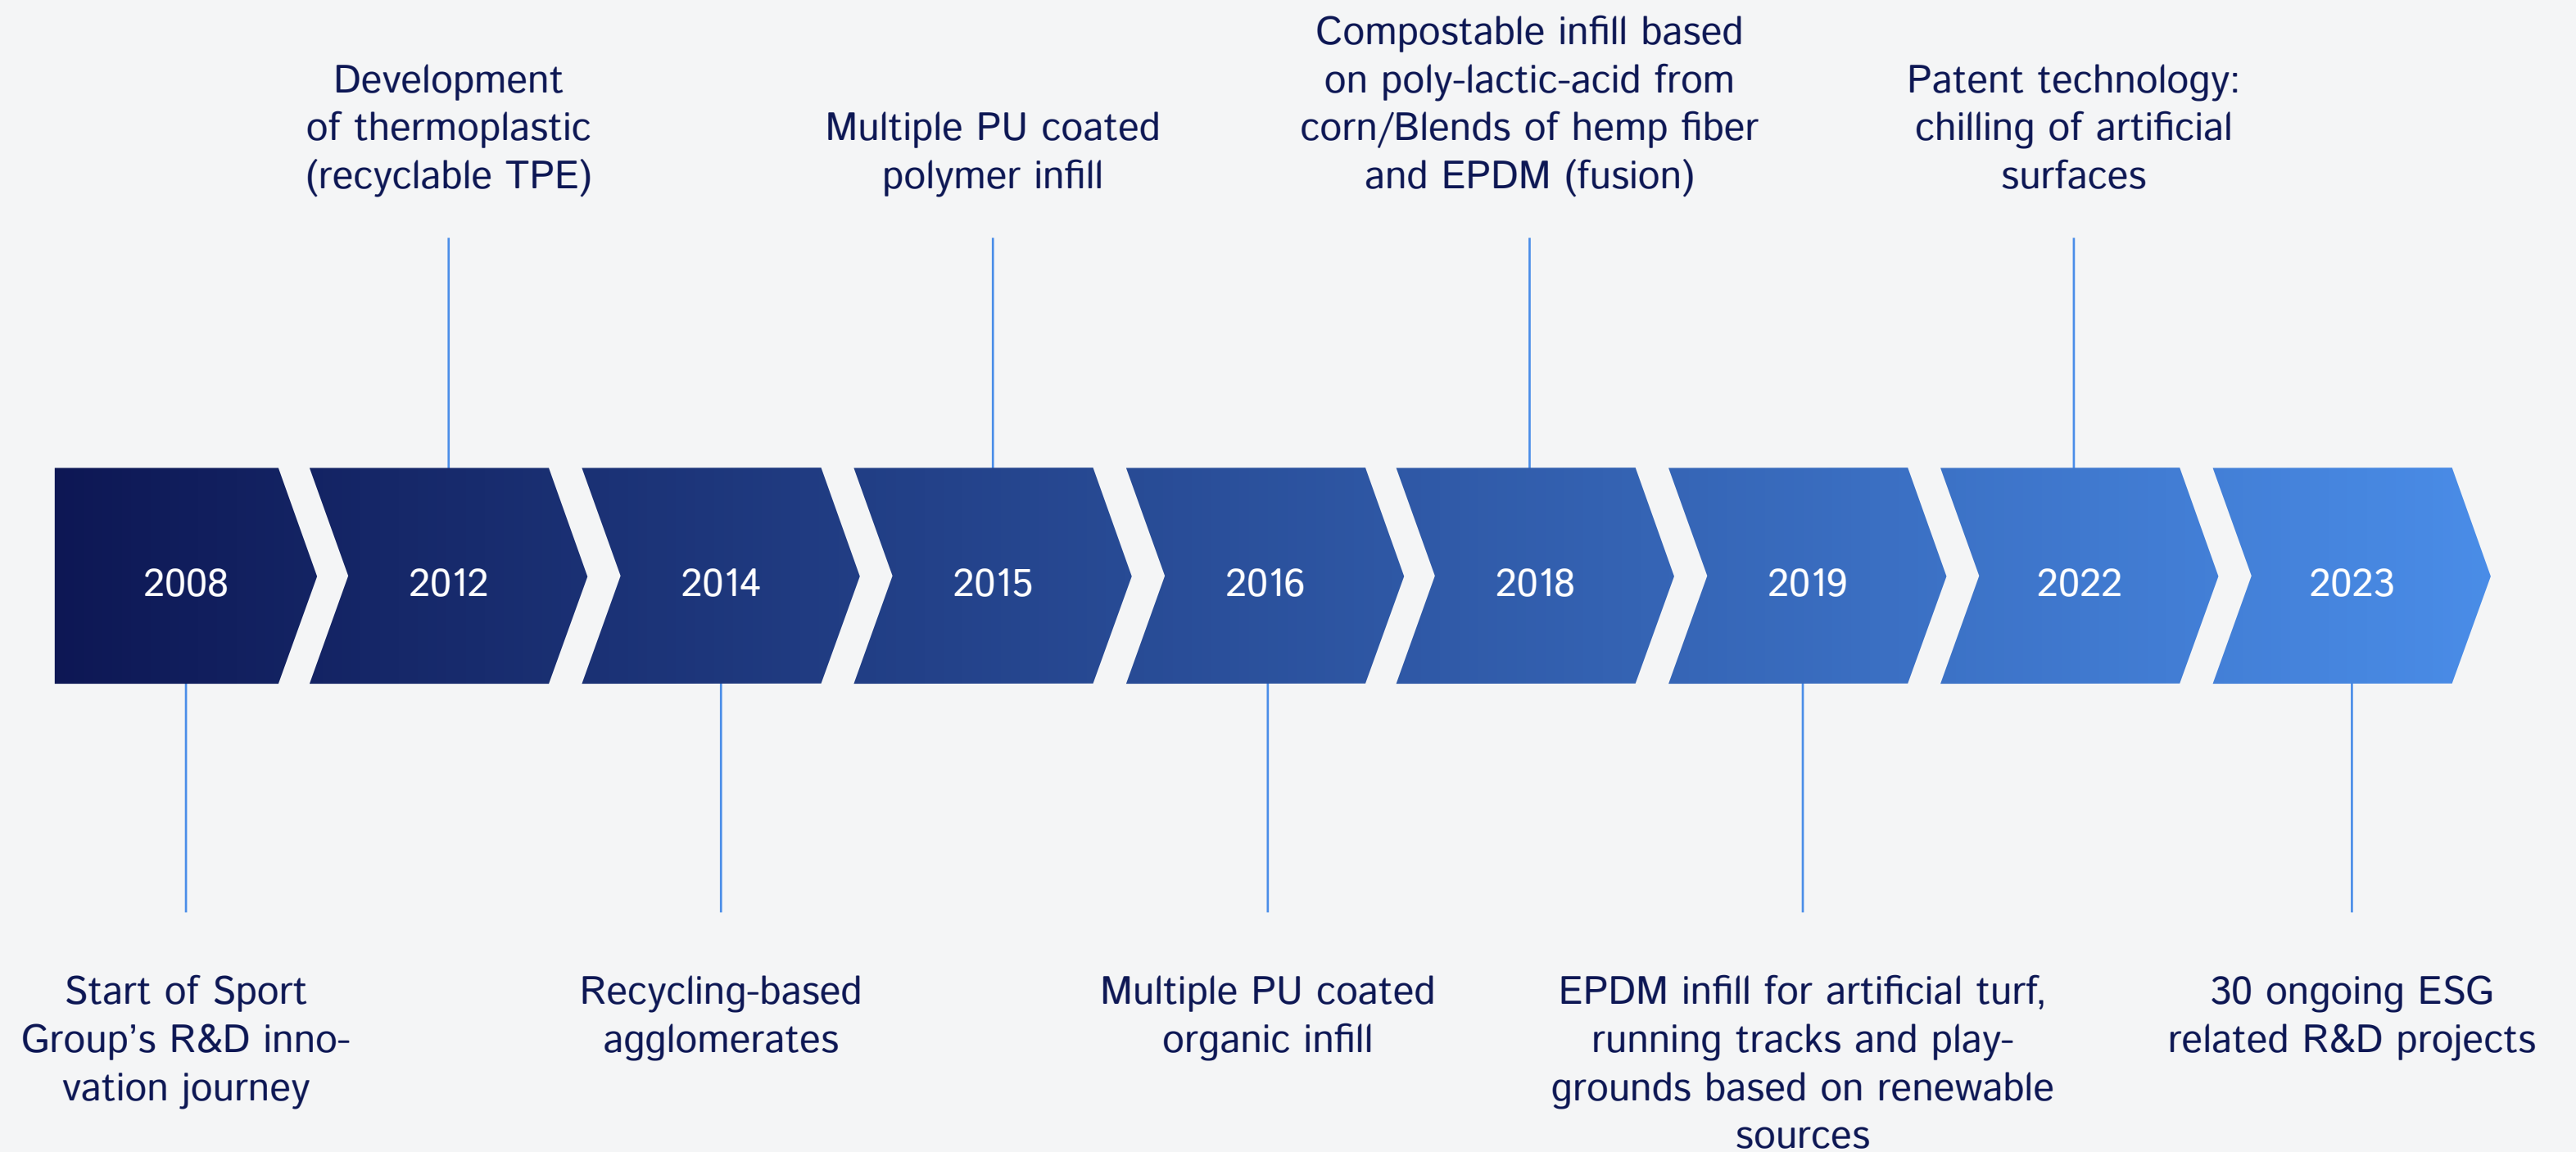 Development
of thermoplastic
(recyclable TPE)
Multiple PU coated
polymer infill
Compostable infill based
on poly-lactic-acid from
corn/Blends of hemp fiber
and EPDM (fusion)
Patent technology:
chilling of artificial
surfaces
2008
2012
2014
2015
2016
2018
2019
2022
2023
Start of Sport
Group’s R&D inno-
vation journey
Recycling-based
agglomerates
Multiple PU coated
organic infill
EPDM infill for artificial turf,
running tracks and play-
grounds based on renewable
sources
30 ongoing ESG
related R&D projects